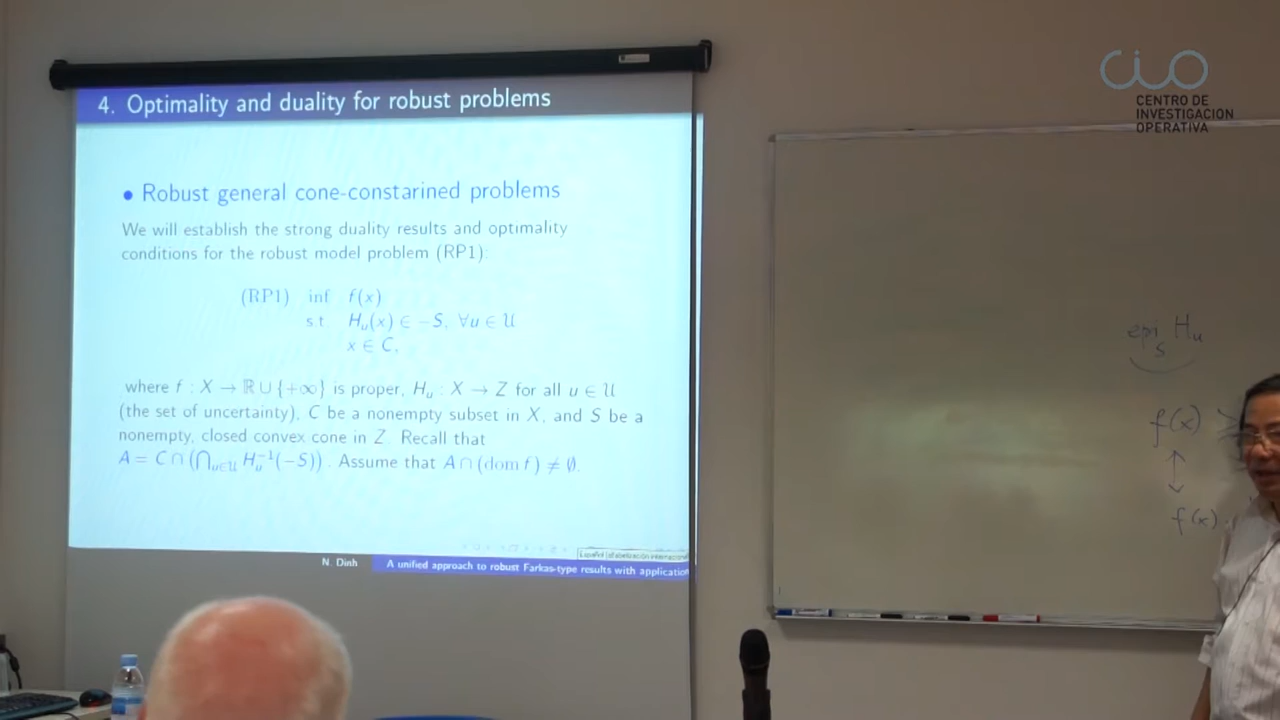 4. Optimality and duality for robust problems
• Robust general cone-constarined problems
We will establish the strong duality results and optimality
conditions for the robust model problem (RP1):
(RP1) inf f(x)
s.t. H_u(x) ∈ −S, ∀u ∈ 𝒰
x ∈ C,
where f : X → ℝ ∪ {+∞} is proper, H_u : X → Z for all u ∈ 𝒰
(the set of uncertainty), C be a nonempty subset in X, and S be a
nonempty, closed convex cone in Z. Recall that
A = C ∩ (⋂_{u∈𝒰} H_u^{-1}(−S)). Assume that A ∩ (dom f) ≠ ∅.
N. Dinh
A unified approach to robust Farkas-type results with application
CIO
CENTRO DE
INVESTIGACION
OPERATIVA
epi_S H_u
f(x) ≥
↕
f(x)